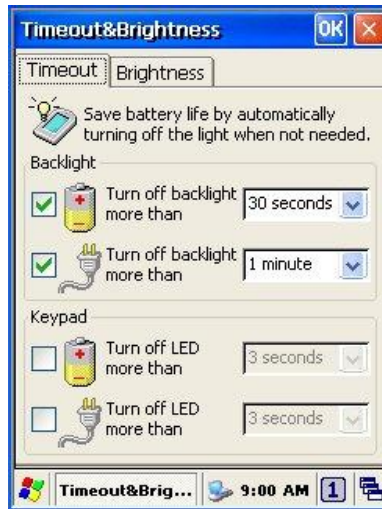 Timeout&Brightness OK
Timeout Brightness
Save battery life by automatically
turning off the light when not needed.
Backlight
Turn off backlight
more than
30 seconds
Turn off backlight
more than
1 minute
Keypad
Turn off LED
more than
3 seconds
Turn off LED
more than
3 seconds
Timeout&Brig... 9:00 AM 1